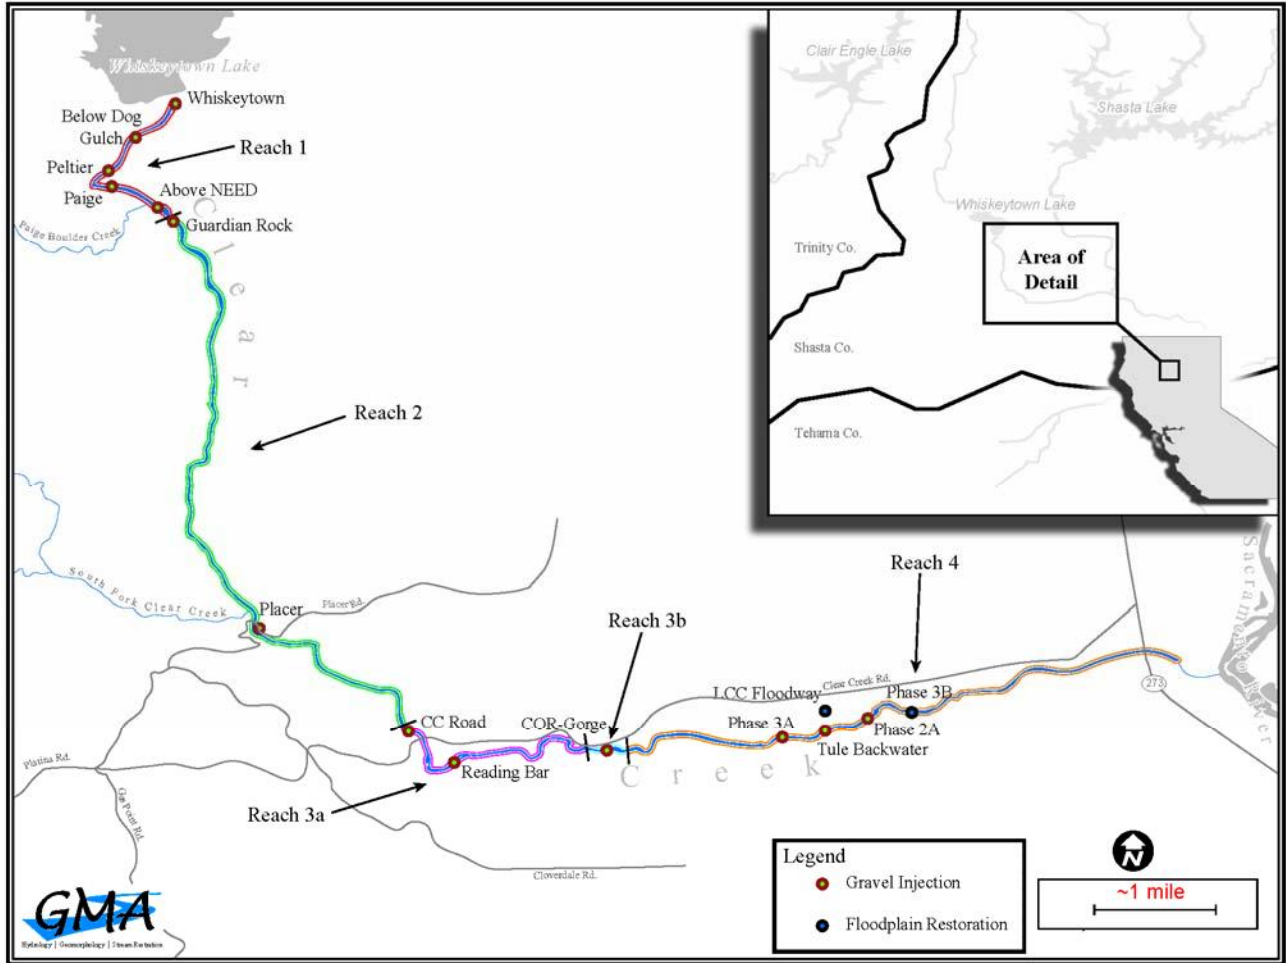 Whiskeytown Lake
Whiskeytown
Below Dog
Gulch
Reach 1
Peltier
Paige
Above NEED
Guardian Rock
Paige Boulder Creek
Clear
Reach 2
South Fork Clear Creek
Placer
Placer Rd.
CC Road
Reading Bar
COR-Gorge
Reach 3a
Reach 3b
Reach 4
LCC Floodway
Clear Creek Rd.
Phase 3B
Phase 3A
Phase 2A
Tule Backwater
Creek
273
Sacramento River
Platina Rd.
Gas Point Rd.
Cloverdale Rd.
Clair Engle Lake
Shasta Lake
Whiskeytown Lake
Trinity Co.
Area of
Detail
Shasta Co.
Tehama Co.
Legend
Gravel Injection
Floodplain Restoration
N
~1 mile
GMA
Hydrology | Geomorphology | Stream Restoration